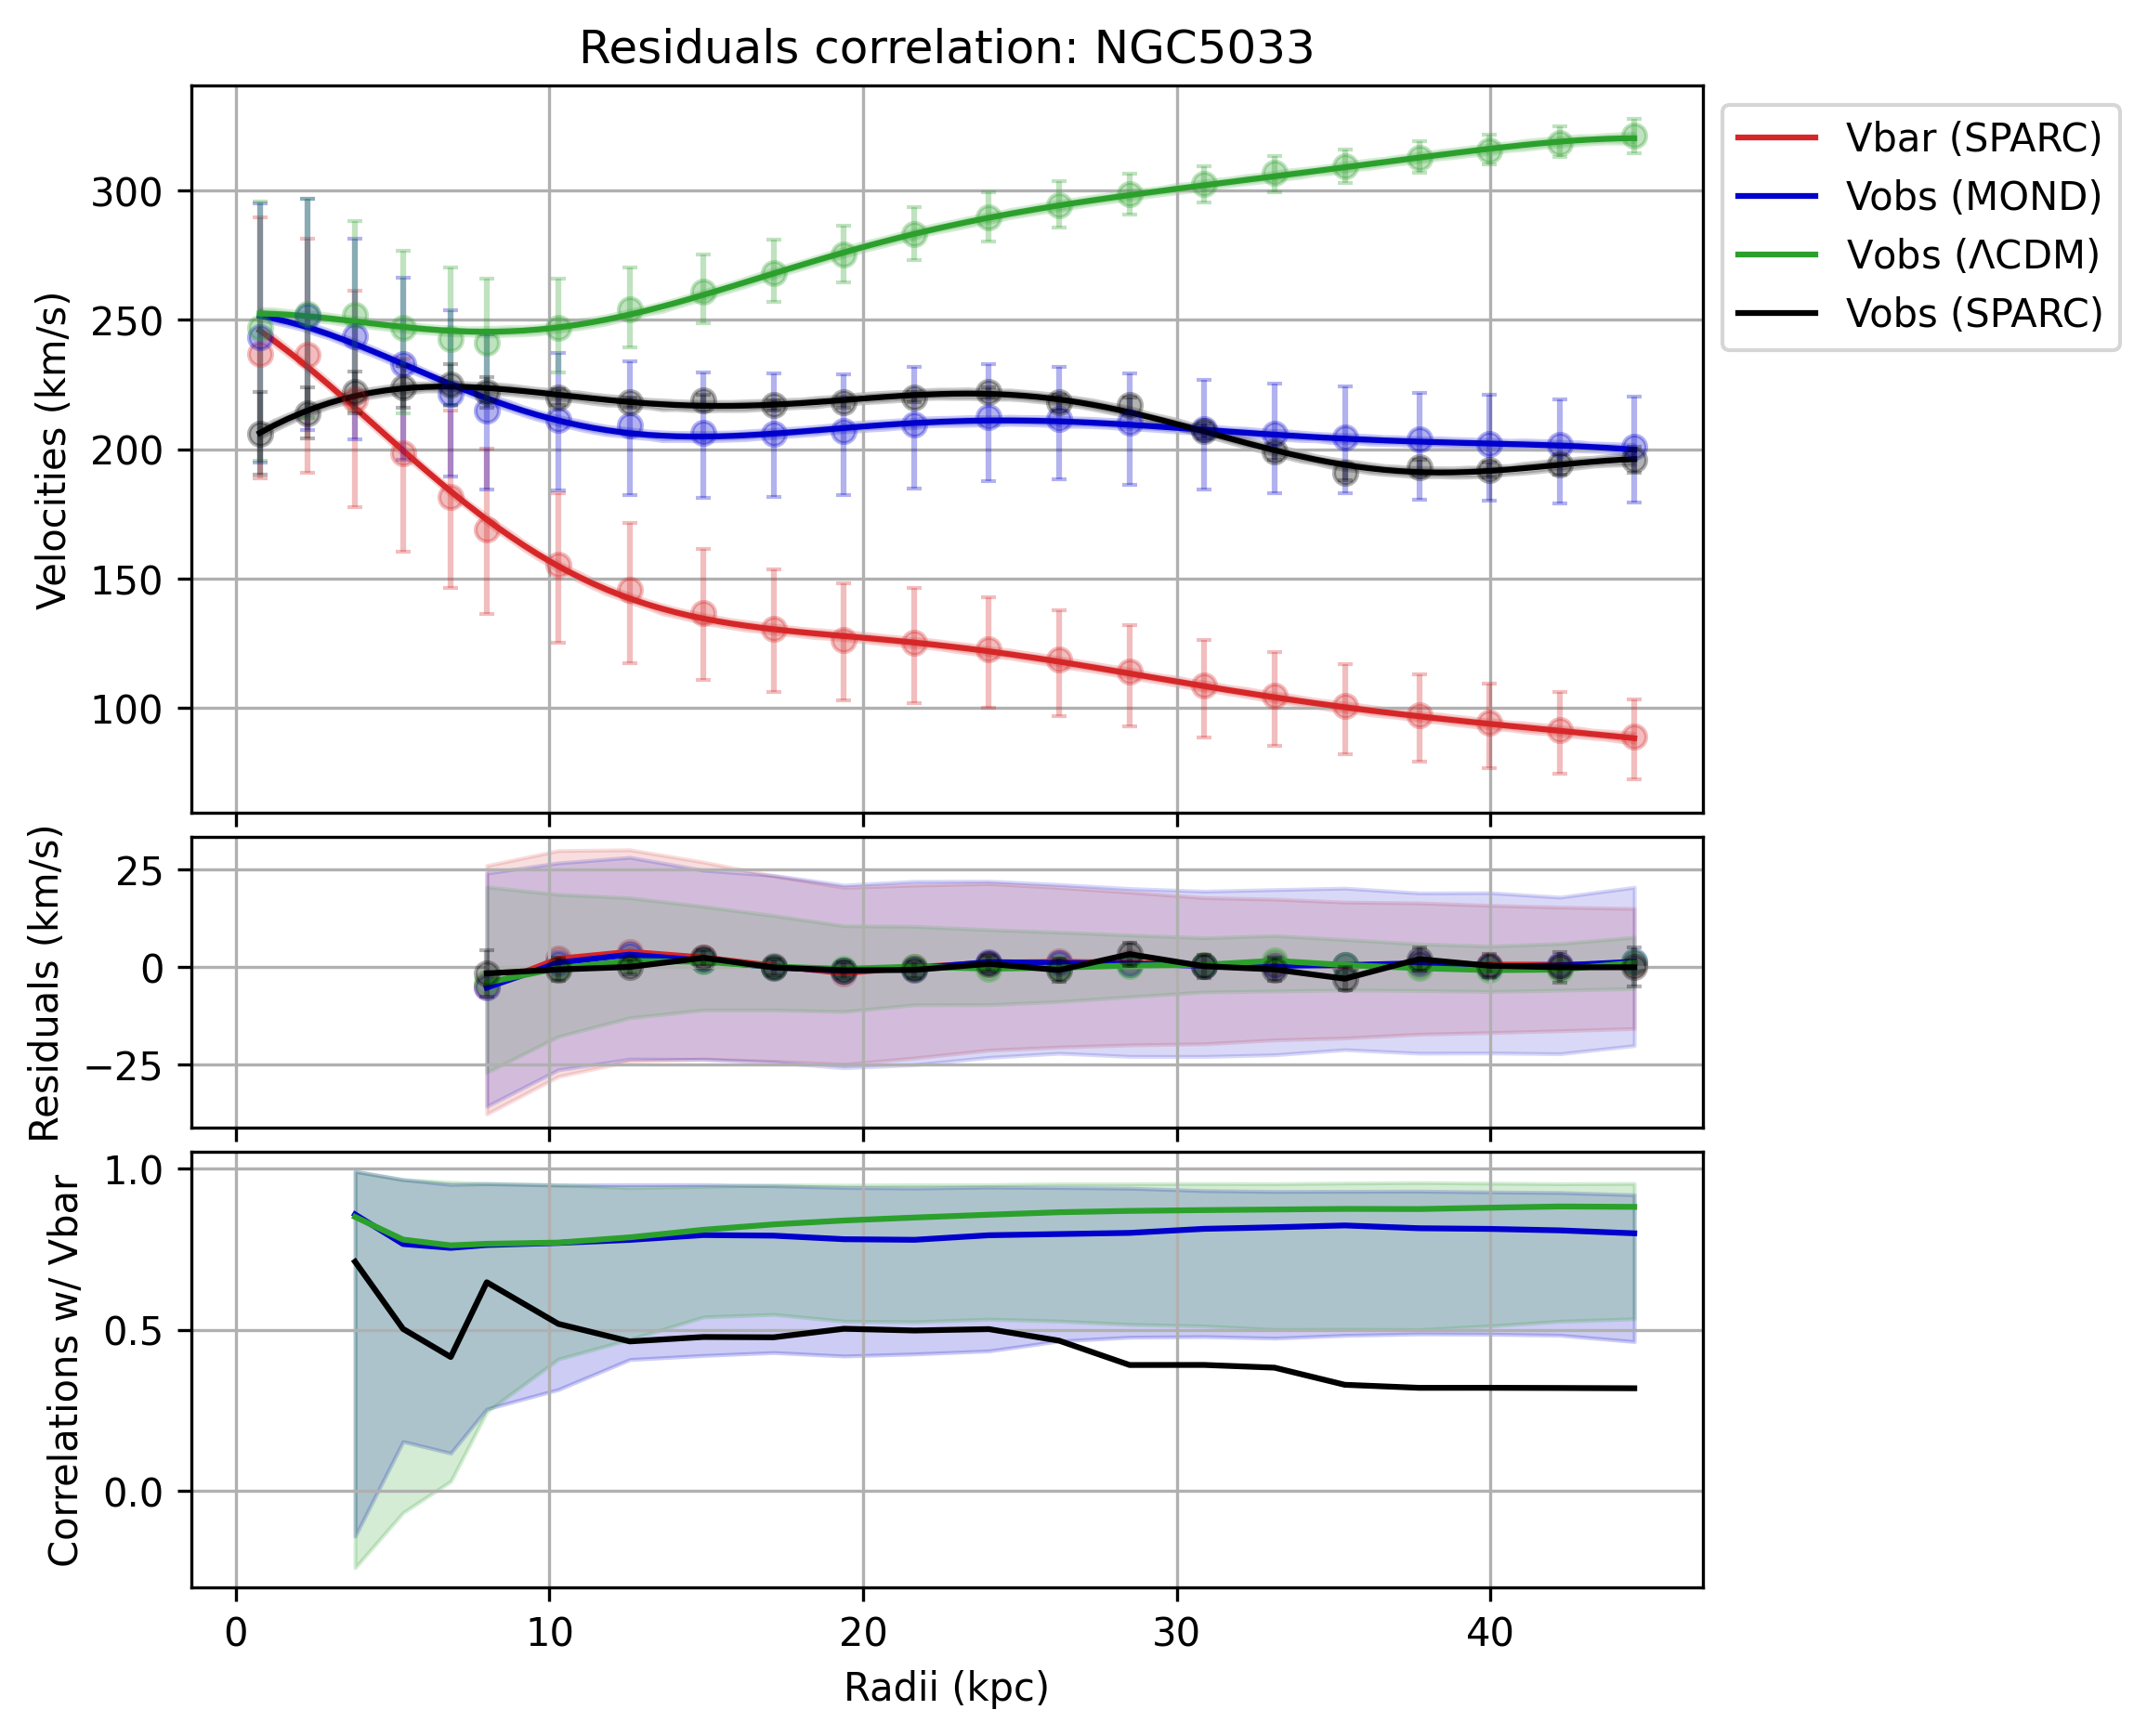 Residuals correlation: NGC5033
Velocities (km/s)
300
250
200
150
100
Vbar (SPARC)
Vobs (MOND)
Vobs (ΛCDM)
Vobs (SPARC)
Residuals (km/s)
25
0
−25
Correlations w/ Vbar
1.0
0.5
0.0
0 10 20 30 40
Radii (kpc)